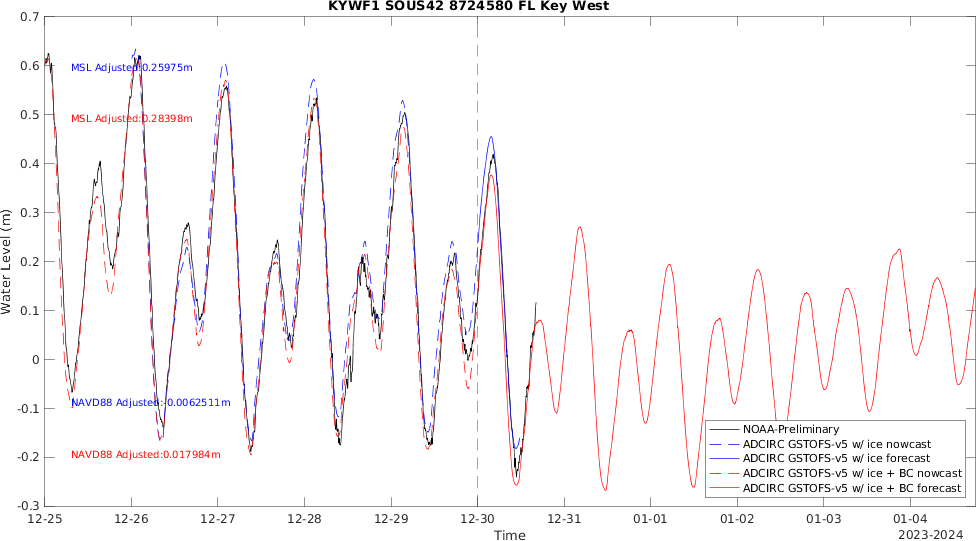 KYWF1 SOUS42 8724580 FL Key West
0.7
0.6
0.5
0.4
0.3
0.2
0.1
0
-0.1
-0.2
-0.3
Water Level (m)
MSL Adjusted:0.25975m
MSL Adjusted:0.28398m
NAVD88 Adjusted:-0.0062511m
NAVD88 Adjusted:0.017984m
NOAA-Preliminary
ADCIRC GSTOFS-v5 w/ ice nowcast
ADCIRC GSTOFS-v5 w/ ice forecast
ADCIRC GSTOFS-v5 w/ ice + BC nowcast
ADCIRC GSTOFS-v5 w/ ice + BC forecast
12-25 12-26 12-27 12-28 12-29 12-30 12-31 01-01 01-02 01-03 01-04
Time
2023-2024